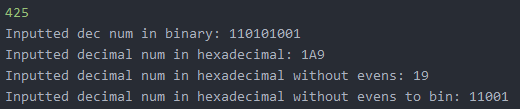 425
Inputted dec num in binary: 110101001
Inputted decimal num in hexadecimal: 1A9
Inputted decimal num in hexadecimal without evens: 19
Inputted decimal num in hexadecimal without evens to bin: 11001